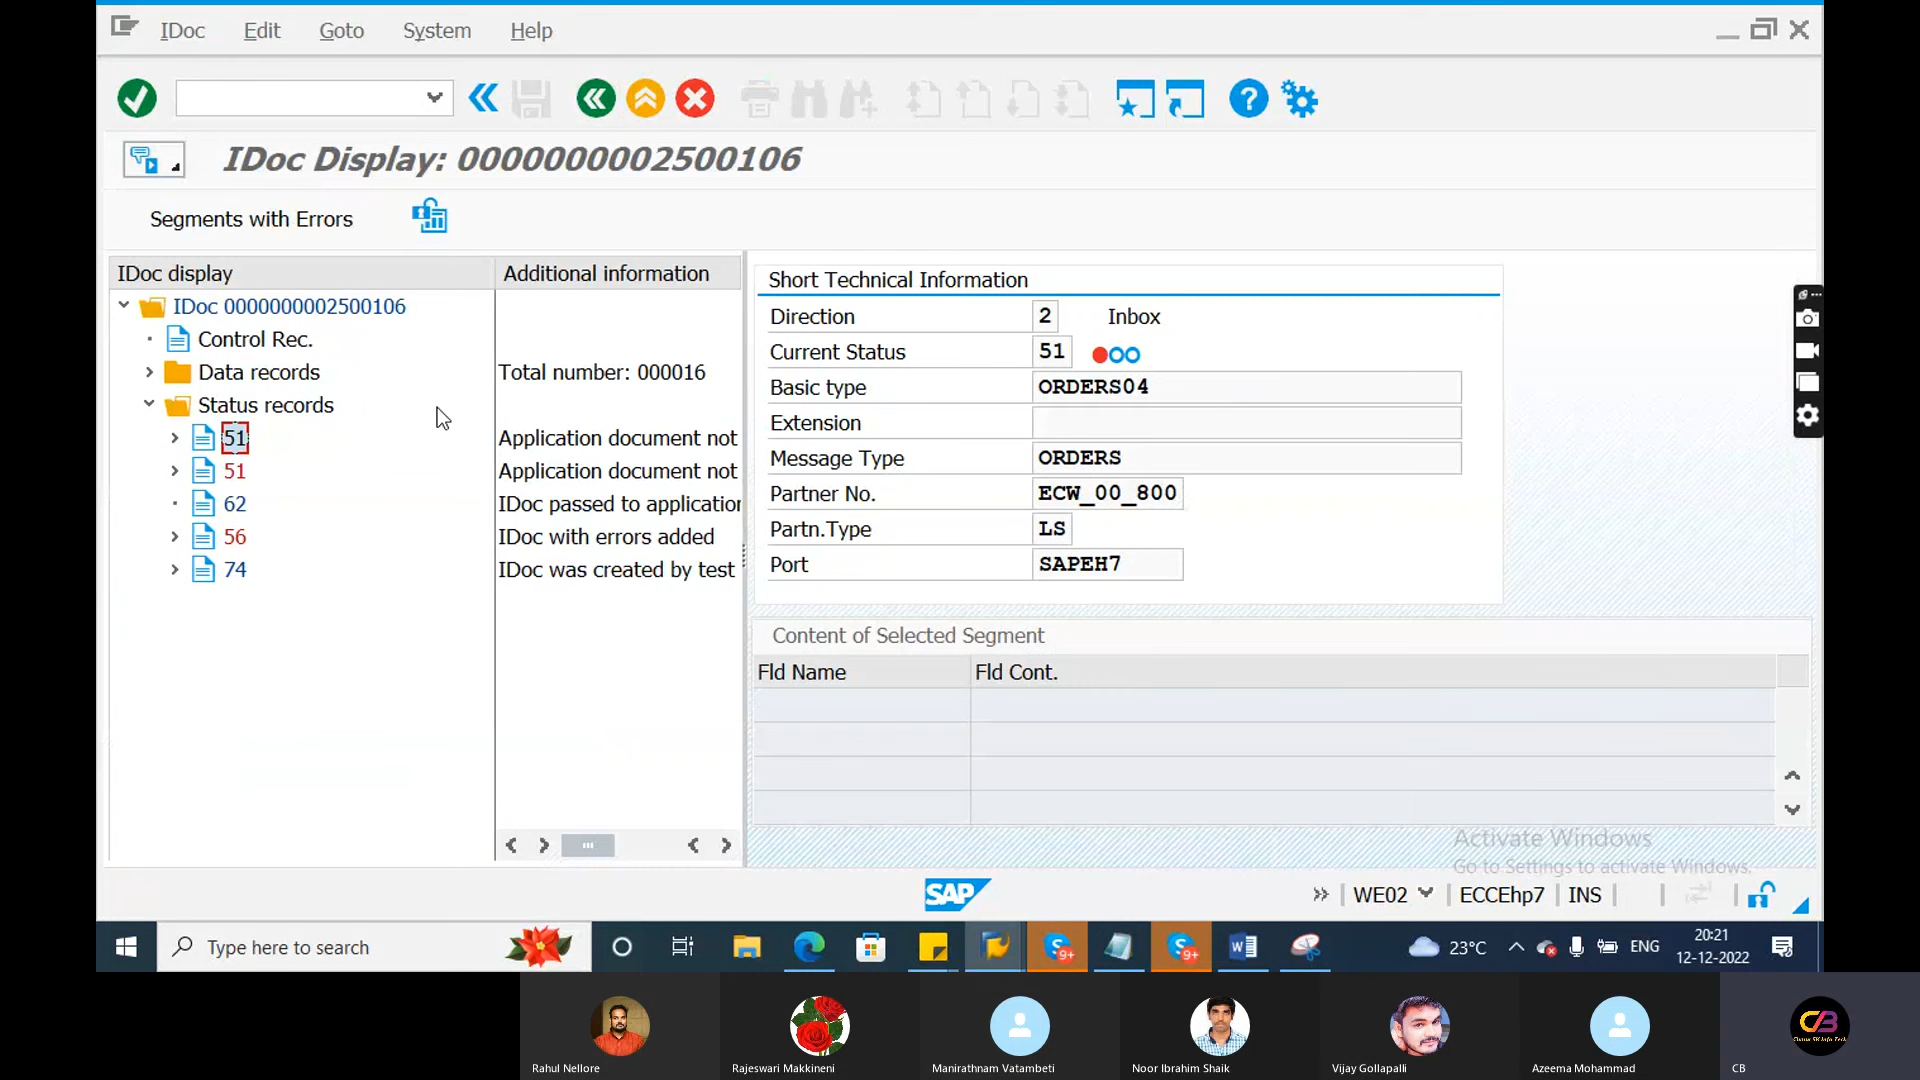 IDoc Edit Goto System Help
IDoc Display: 0000000002500106
Segments with Errors
IDoc display Additional information
IDoc 0000000002500106
Control Rec.
Data records Total number: 000016
Status records
51 Application document not
51 Application document not
62 IDoc passed to application
56 IDoc with errors added
74 IDoc was created by test
Short Technical Information
Direction 2 Inbox
Current Status 51
Basic type ORDERS04
Extension
Message Type ORDERS
Partner No. ECW_00_800
Partn.Type LS
Port SAPEH7
Content of Selected Segment
Fld Name Fld Cont.
Activate Windows
Go to Settings to activate Windows.
SAP WE02 ECCEhp7 INS
Type here to search 9+ 9+ 23°C ENG 20:21
12-12-2022
Rahul Nellore Rajeswari Makkineni Manirathnam Vatambeti Noor Ibrahim Shaik Vijay Gollapalli Azeema Mohammad CB